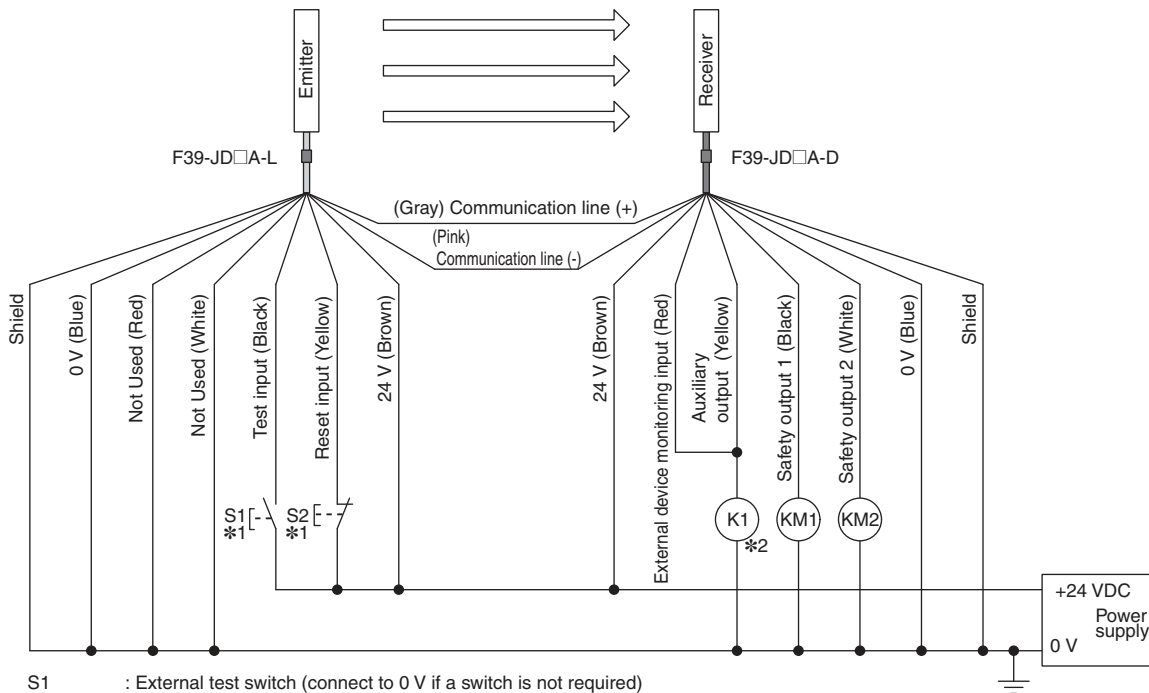 Emitter
Receiver
F39-JD□A-L
F39-JD□A-D
(Gray) Communication line (+)
(Pink)
Communication line (-)
Shield
0 V (Blue)
Not Used (Red)
Not Used (White)
Test input (Black)
Reset input (Yellow)
24 V (Brown)
24 V (Brown)
External device monitoring input (Red)
Auxiliary
output (Yellow)
Safety output 1 (Black)
Safety output 2 (White)
0 V (Blue)
Shield
S1
*1
S2
*1
K1
*2
KM1
KM2
+24 VDC
Power
supply
0 V
S1 : External test switch (connect to 0 V if a switch is not required)